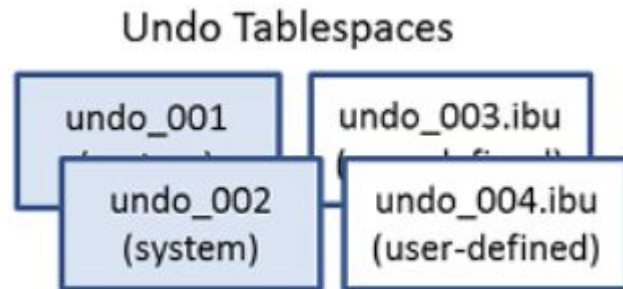 Undo Tablespaces
undo_001
undo_003.ibu
undo_002
(system)
undo_004.ibu
(user-defined)